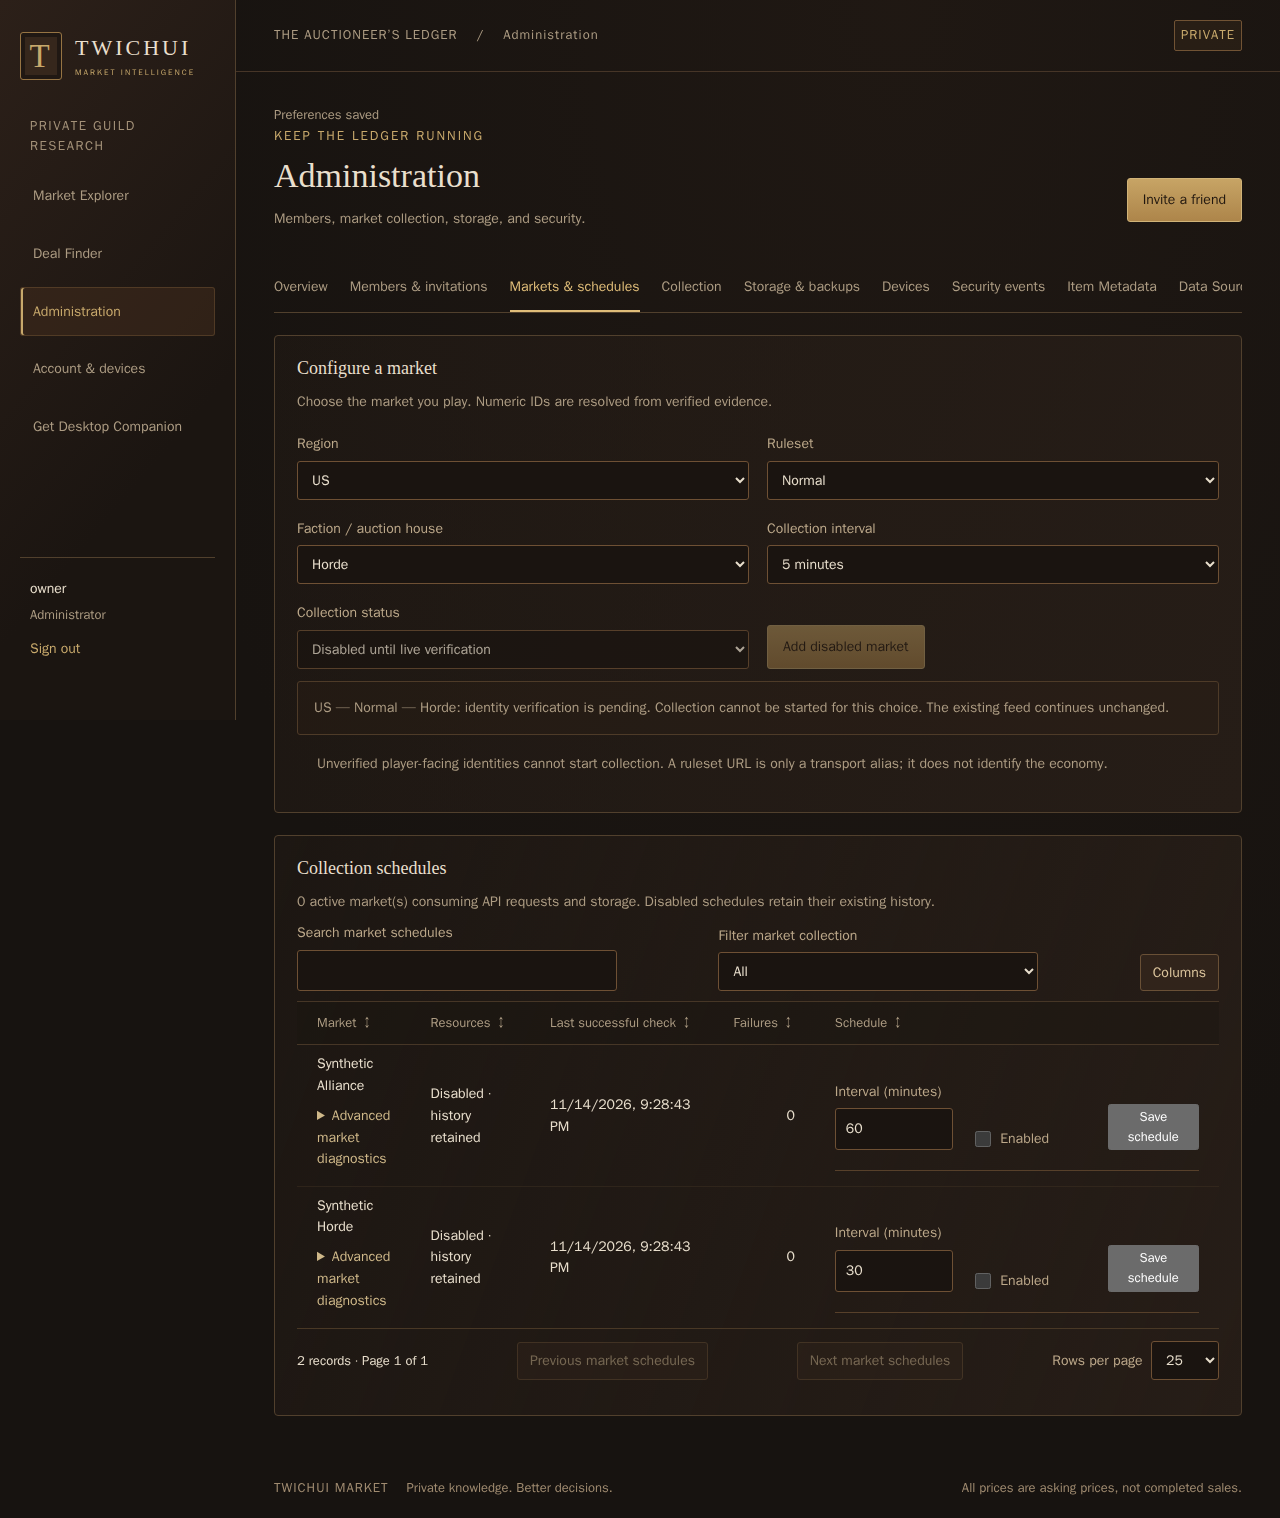 T
TWICHUI
MARKET INTELLIGENCE
PRIVATE GUILD
RESEARCH
Market Explorer
Deal Finder
Administration
Account & devices
Get Desktop Companion
owner
Administrator
Sign out
THE AUCTIONEER'S LEDGER / Administration
PRIVATE
Preferences saved
KEEP THE LEDGER RUNNING
Administration
Members, market collection, storage, and security.
Invite a friend
Overview Members & invitations Markets & schedules Collection Storage & backups Devices Security events Item Metadata Data Sour
Configure a market
Choose the market you play. Numeric IDs are resolved from verified evidence.
Region Ruleset
US Normal
Faction / auction house Collection interval
Horde 5 minutes
Collection status
Disabled until live verification Add disabled market
US — Normal — Horde: identity verification is pending. Collection cannot be started for this choice. The existing feed continues unchanged.
Unverified player-facing identities cannot start collection. A ruleset URL is only a transport alias; it does not identify the economy.
Collection schedules
0 active market(s) consuming API requests and storage. Disabled schedules retain their existing history.
Search market schedules Filter market collection
All Columns
Market ↕ Resources ↕ Last successful check ↕ Failures ↕ Schedule ↕
Synthetic
Alliance
▶ Advanced
market
diagnostics
Disabled ·
history
retained
11/14/2026, 9:28:43
PM
0
Interval (minutes)
60
Enabled
Save
schedule
Synthetic
Horde
▶ Advanced
market
diagnostics
Disabled ·
history
retained
11/14/2026, 9:28:43
PM
0
Interval (minutes)
30
Enabled
Save
schedule
2 records · Page 1 of 1 Previous market schedules Next market schedules Rows per page 25
TWICHUI MARKET Private knowledge. Better decisions. All prices are asking prices, not completed sales.